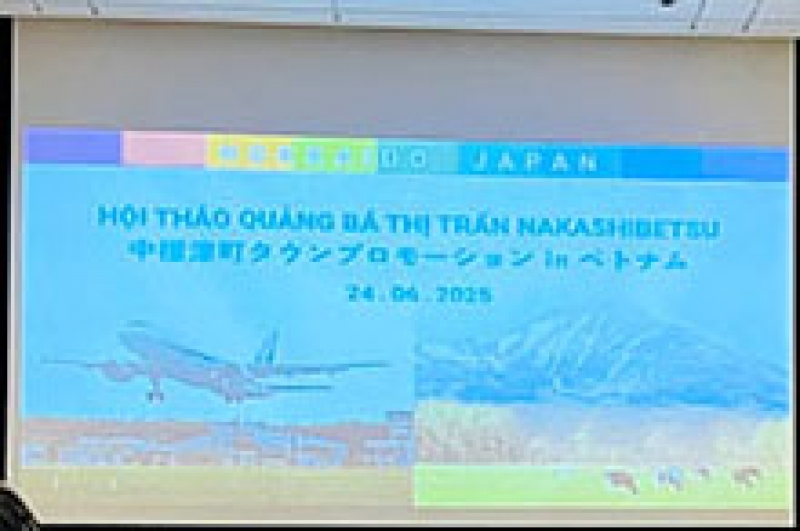 HOKKAIDO JAPAN
HỘI THẢO QUẢNG BÁ THỊ TRẤN NAKASHIBETSU
中標津町タウンプロモーション in ベトナム
24.06.2025